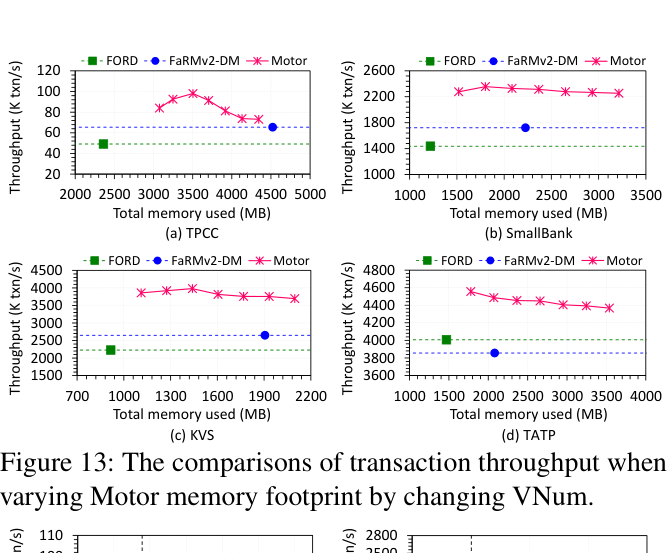 FORD FaRMv2-DM Motor
FORD FaRMv2-DM Motor
Throughput (K txn/s)
120
100
80
60
40
20
2000 2500 3000 3500 4000 4500 5000
Total memory used (MB)
(a) TPCC
Throughput (K txn/s)
2600
2200
1800
1400
1000
1000 1500 2000 2500 3000 3500
Total memory used (MB)
(b) SmallBank
FORD FaRMv2-DM Motor
FORD FaRMv2-DM Motor
Throughput (K txn/s)
4500
4000
3500
3000
2500
2000
1500
700 1000 1300 1600 1900 2200
Total memory used (MB)
(c) KVS
Throughput (K txn/s)
4800
4600
4400
4200
4000
3800
3600
1000 1500 2000 2500 3000 3500 4000
Total memory used (MB)
(d) TATP
Figure 13: The comparisons of transaction throughput when
varying Motor memory footprint by changing VNum.
110
2800